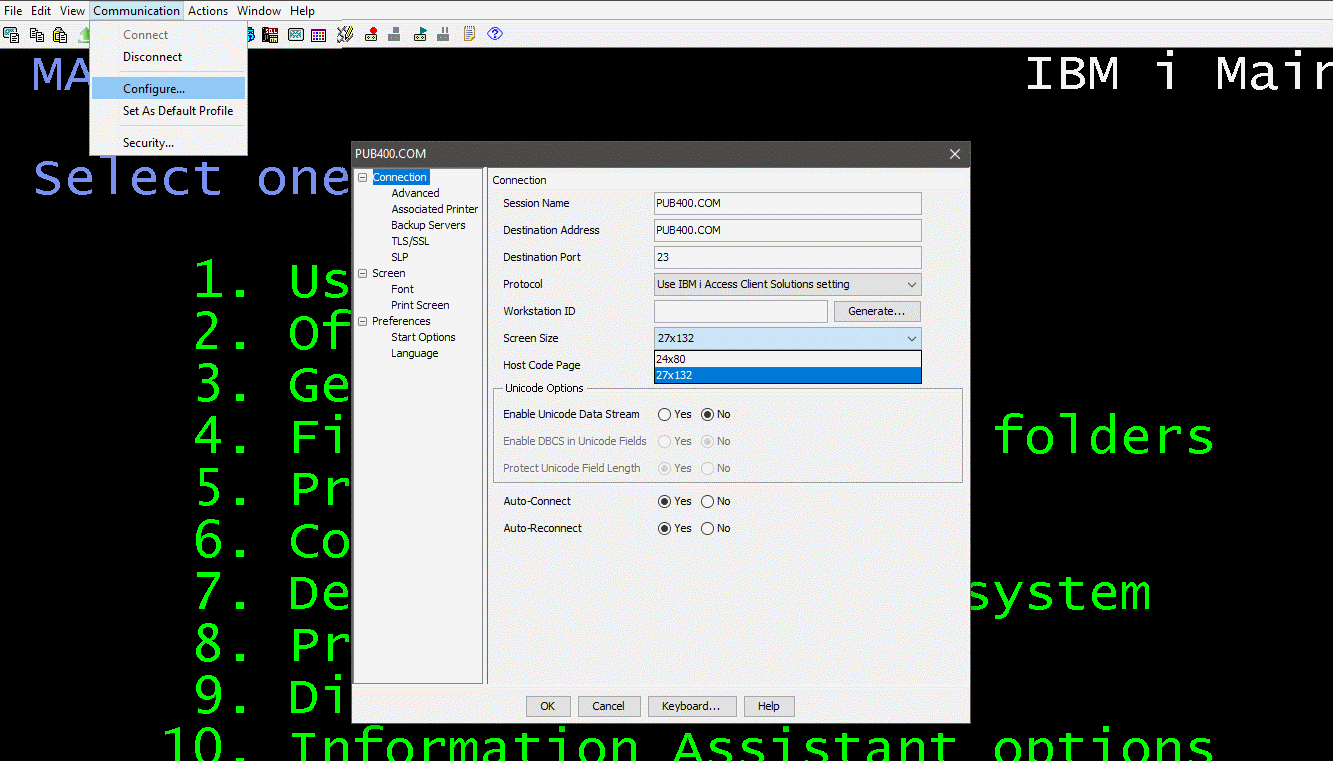 File Edit View Communication Actions Window Help
Connect
Disconnect
Configure...
Set As Default Profile
Security...
MA
IBM i Main
Select one
1. Us
2. Of
3. Ge
4. Fi folders
5. Pr
6. Co
7. De system
8. Pr
9. Di
10. Information Assistant options
PUB400.COM
Connection
Advanced
Associated Printer
Backup Servers
TLS/SSL
SLP
Screen
Font
Print Screen
Preferences
Start Options
Language
Connection
Session Name PUB400.COM
Destination Address PUB400.COM
Destination Port 23
Protocol Use IBM i Access Client Solutions setting
Workstation ID Generate...
Screen Size 27x132
24x80
27x132
Host Code Page
Unicode Options
Enable Unicode Data Stream Yes No
Enable DBCS in Unicode Fields Yes No
Protect Unicode Field Length Yes No
Auto-Connect Yes No
Auto-Reconnect Yes No
OK Cancel Keyboard... Help